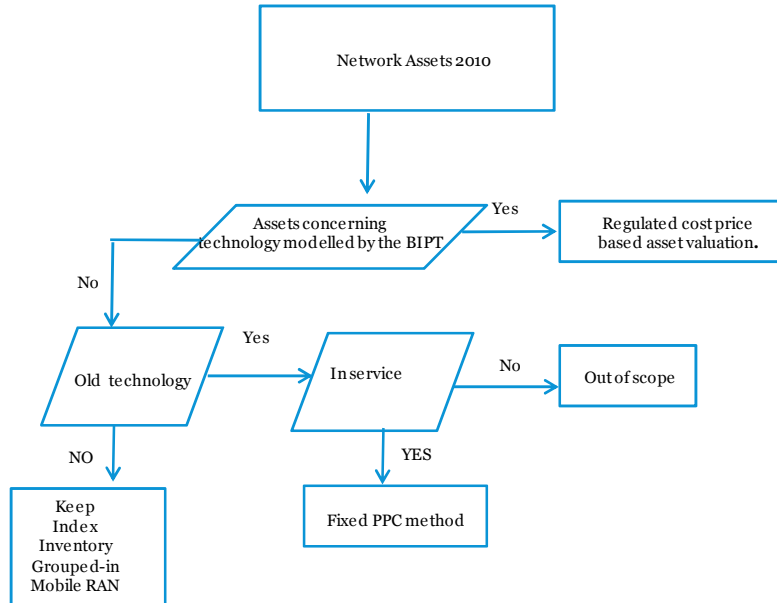 Network Assets 2010
Assets concerning
technology modelled by the BIPT
Yes
Regulated cost price
based asset valuation.
No
Old technology
Yes
In service
No
Out of scope
NO
YES
Keep
Index
Inventory
Grouped-in
Mobile RAN
Fixed PPC method